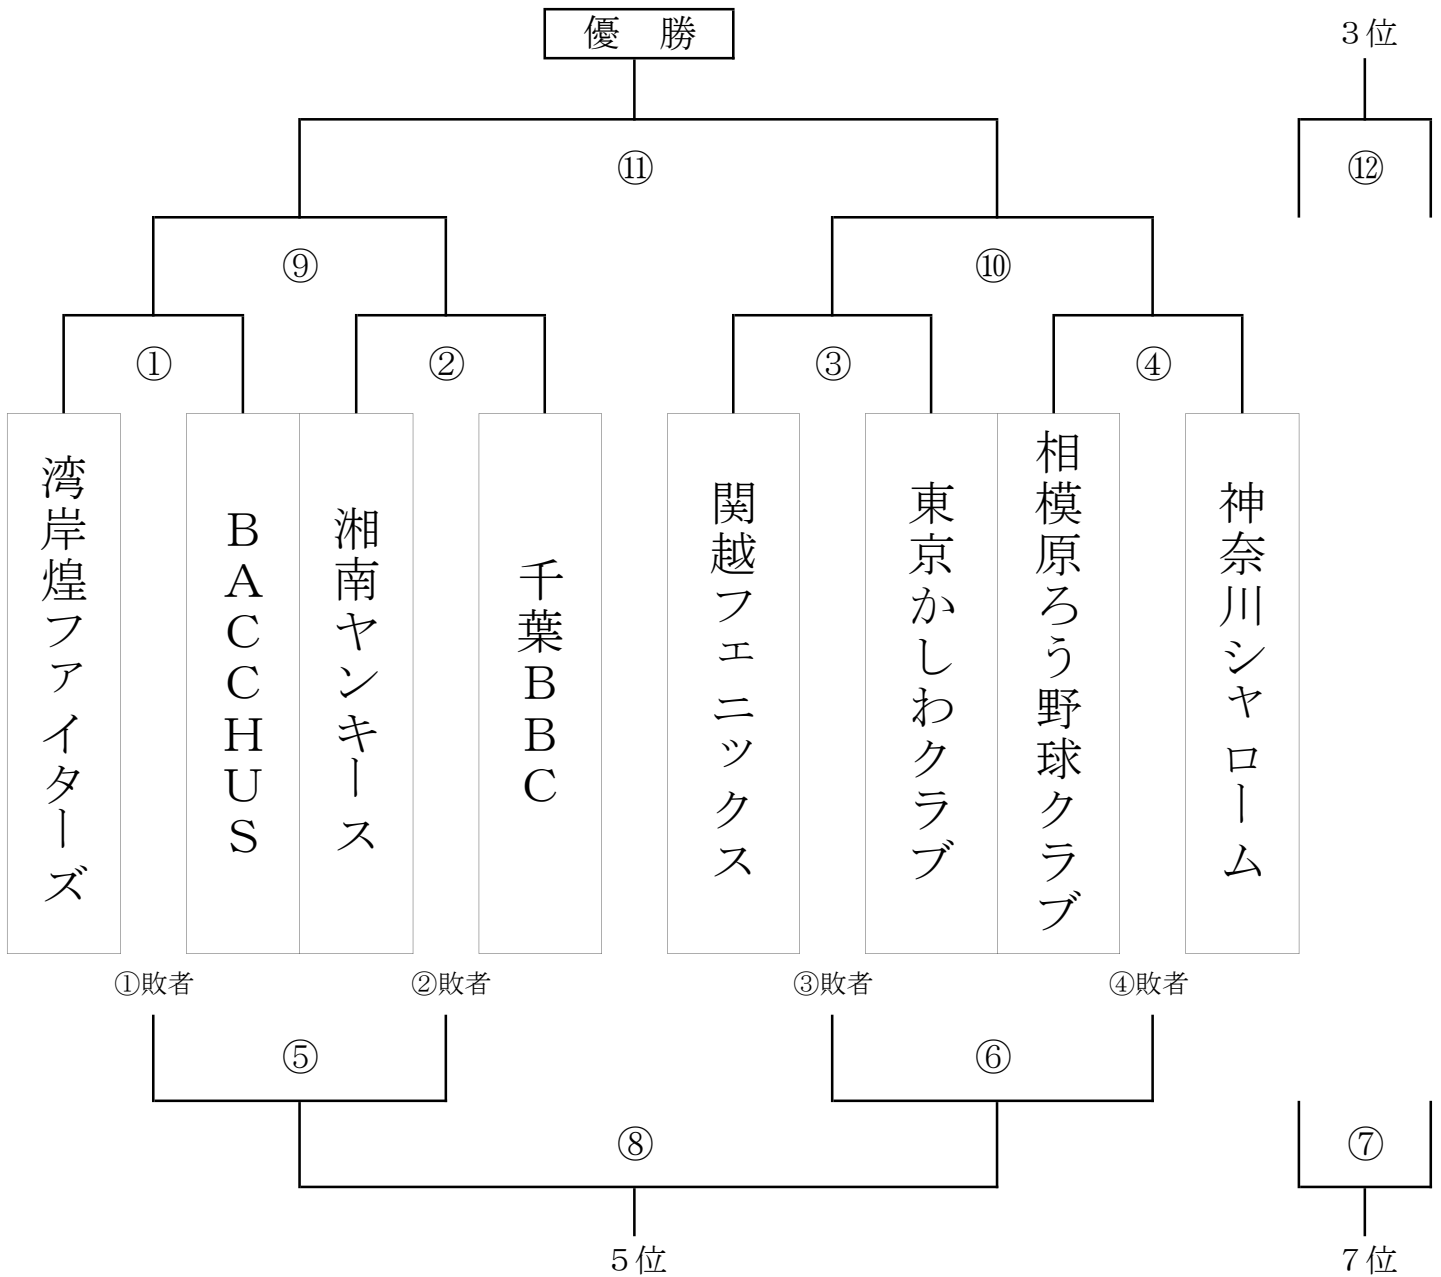 優　勝
３位
⑪
⑫
⑨
⑩
①
②
③
④
湾岸煌ファイターズ
ＢＡＣＣＨＵＳ
湘南ヤンキース
千葉ＢＢＣ
関越フェニックス
東京かしわクラブ
相模原ろう野球クラブ
神奈川シャローム
①敗者
②敗者
③敗者
④敗者
⑤
⑥
⑧
⑦
５位
７位